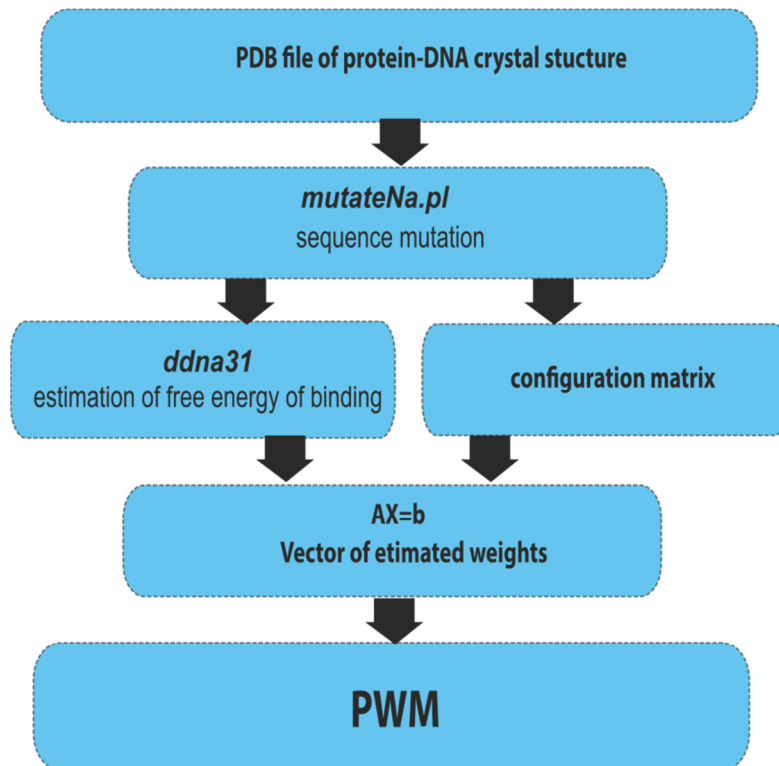 PDB file of protein-DNA crystal stucture
mutateNa.pl
sequence mutation
ddna31
estimation of free energy of binding
configuration matrix
AX=b
Vector of etimated weights
PWM